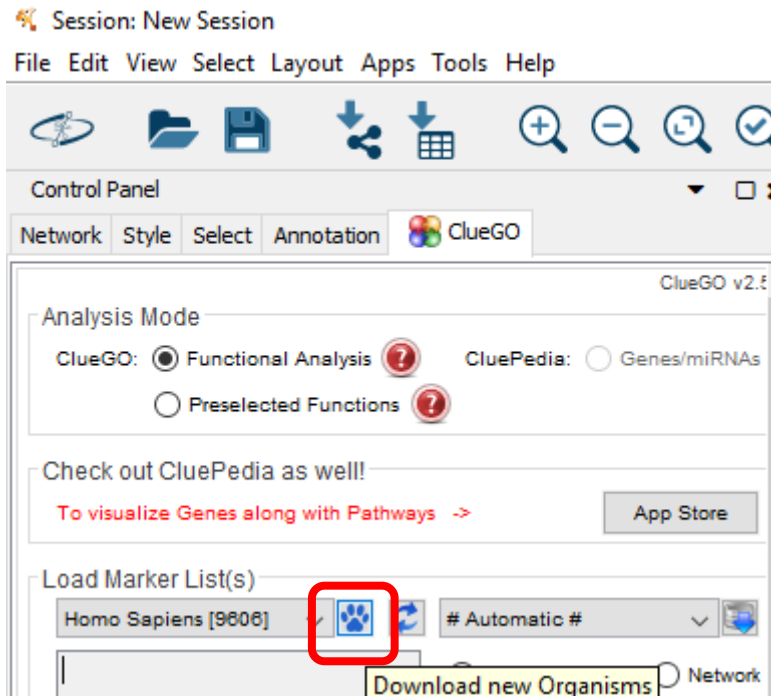 Session: New Session
File Edit View Select Layout Apps Tools Help
Control Panel
Network Style Select Annotation ClueGO
ClueGO v2.5
Analysis Mode
ClueGO: Functional Analysis ? CluePedia: Genes/miRNAs
Preselected Functions ?
Check out CluePedia as well!
To visualize Genes along with Pathways -> App Store
Load Marker List(s)
Homo Sapiens [9606] # Automatic #
Network
Download new Organisms